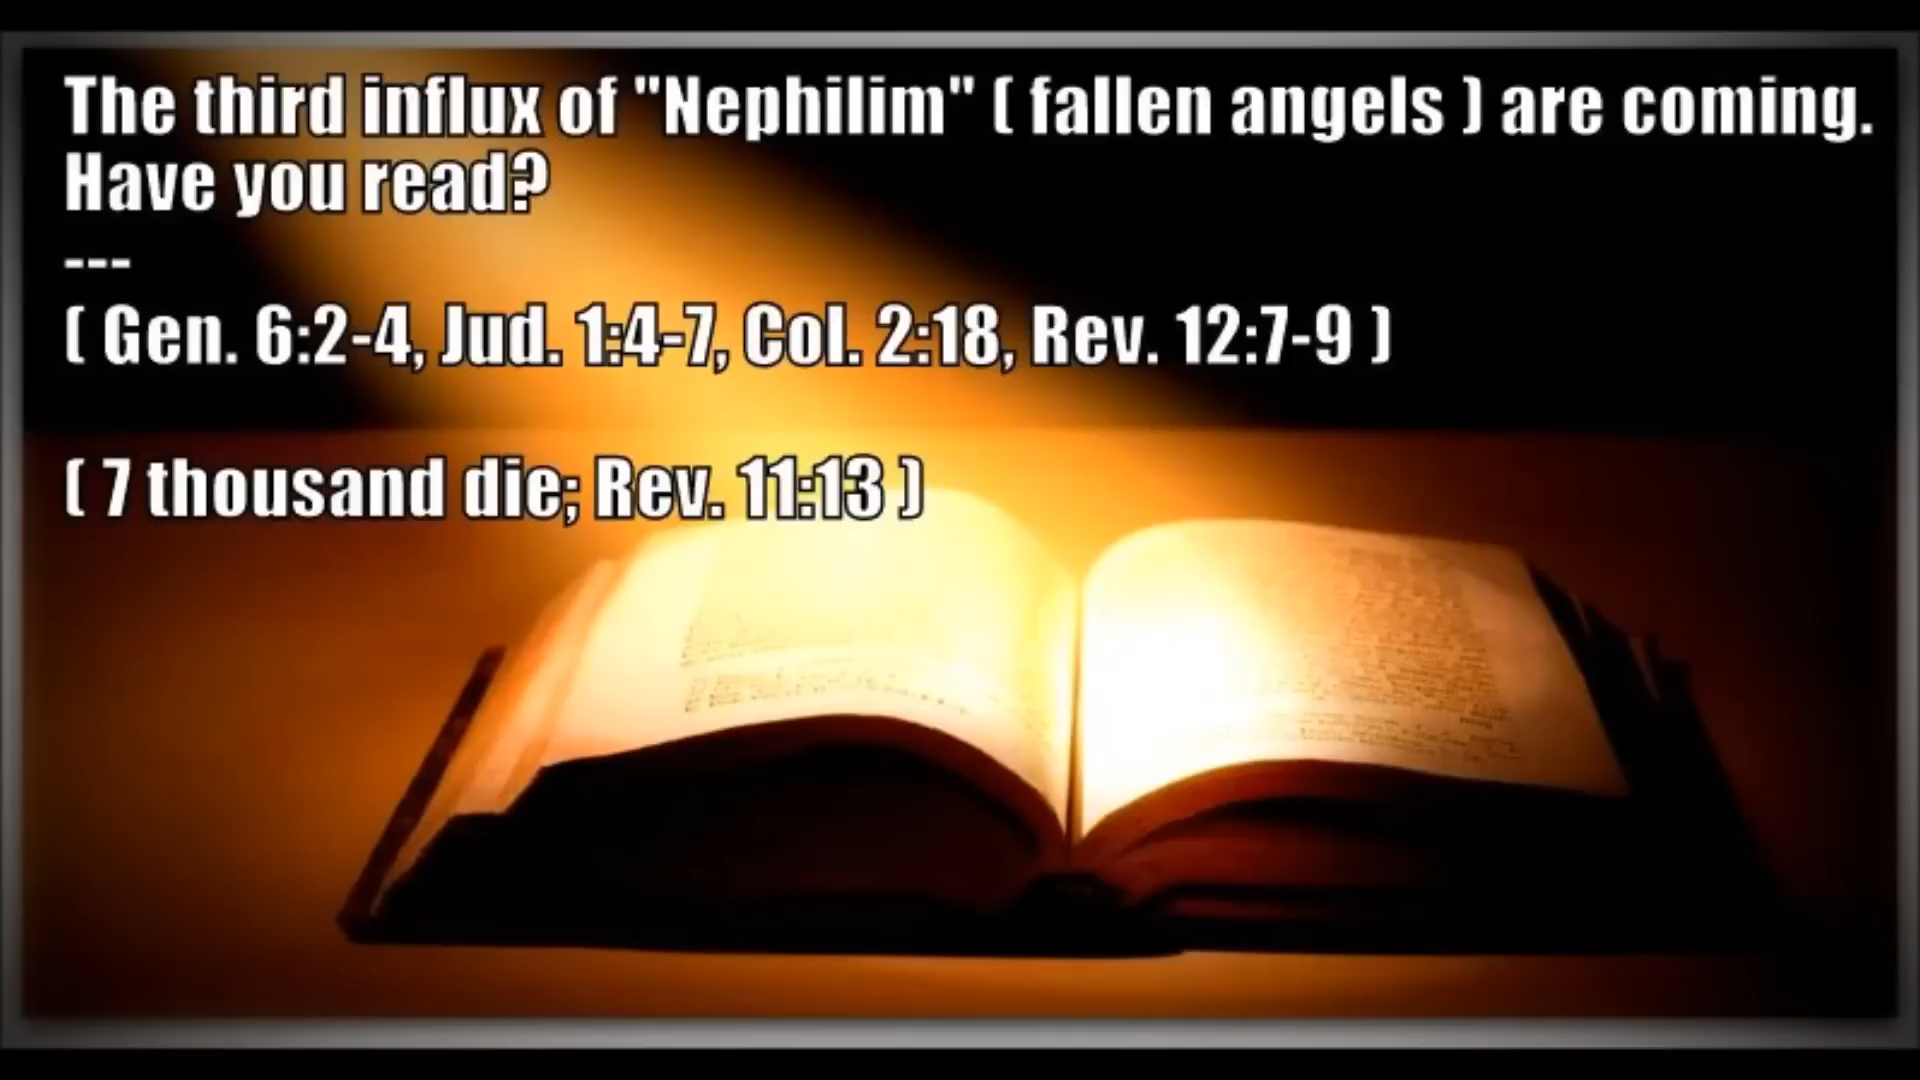 The third influx of "Nephilim" ( fallen angels ) are coming.
Have you read?
---
( Gen. 6:2-4, Jud. 1:4-7, Col. 2:18, Rev. 12:7-9 )
( 7 thousand die; Rev. 11:13 )